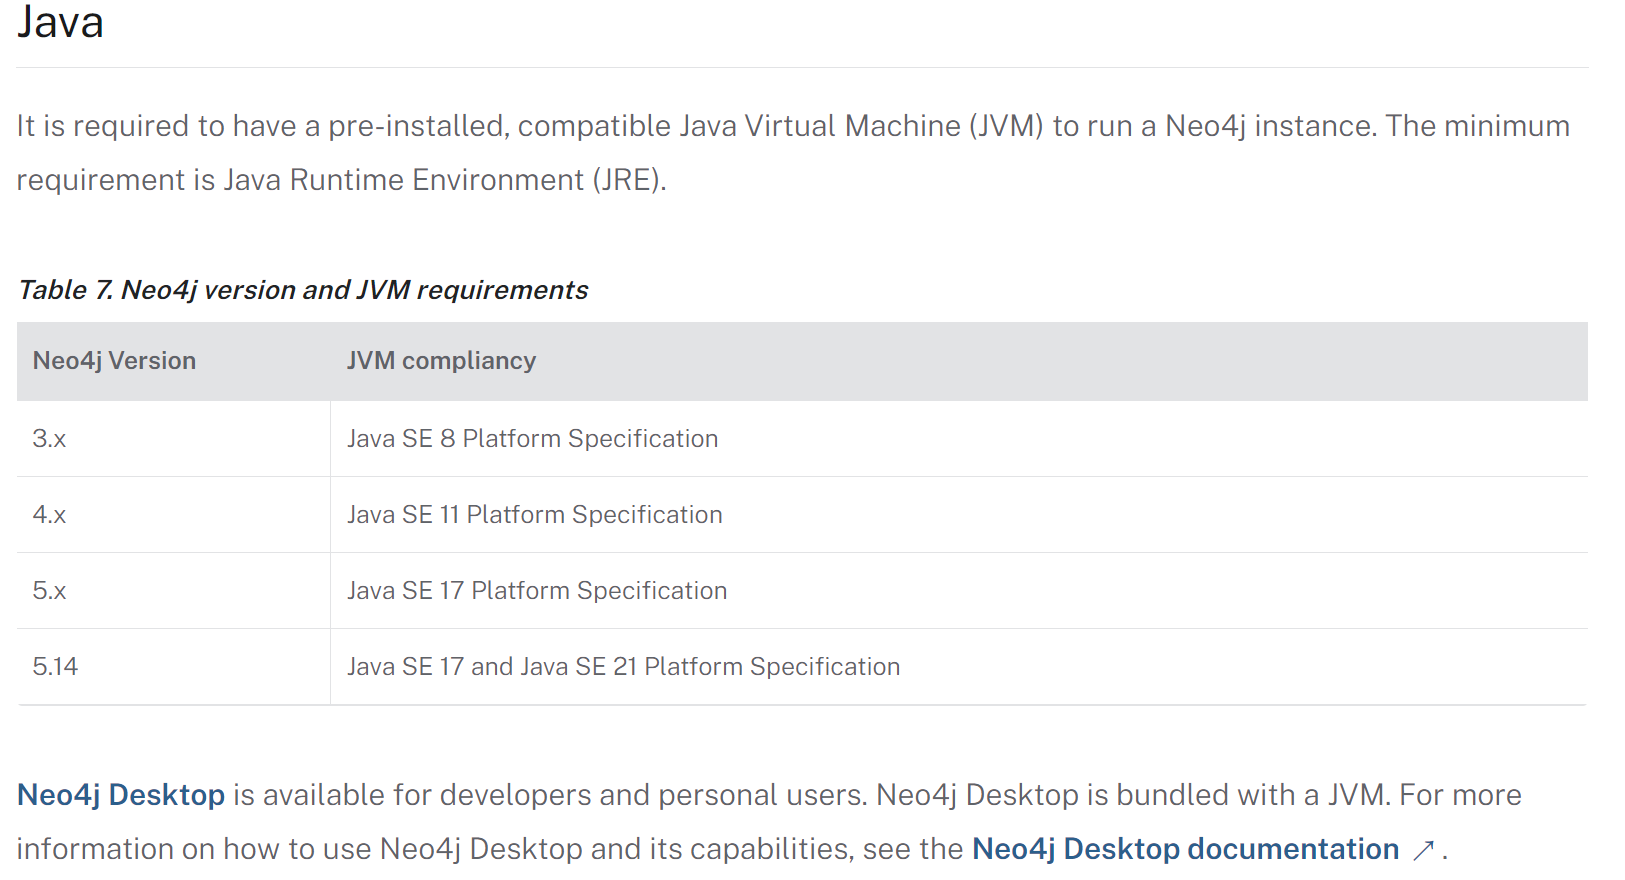 Java
It is required to have a pre-installed, compatible Java Virtual Machine (JVM) to run a Neo4j instance. The minimum
requirement is Java Runtime Environment (JRE).
Table 7. Neo4j version and JVM requirements
Neo4j Version JVM compliancy
3.x Java SE 8 Platform Specification
4.x Java SE 11 Platform Specification
5.x Java SE 17 Platform Specification
5.14 Java SE 17 and Java SE 21 Platform Specification
Neo4j Desktop is available for developers and personal users. Neo4j Desktop is bundled with a JVM. For more
information on how to use Neo4j Desktop and its capabilities, see the Neo4j Desktop documentation ↗.